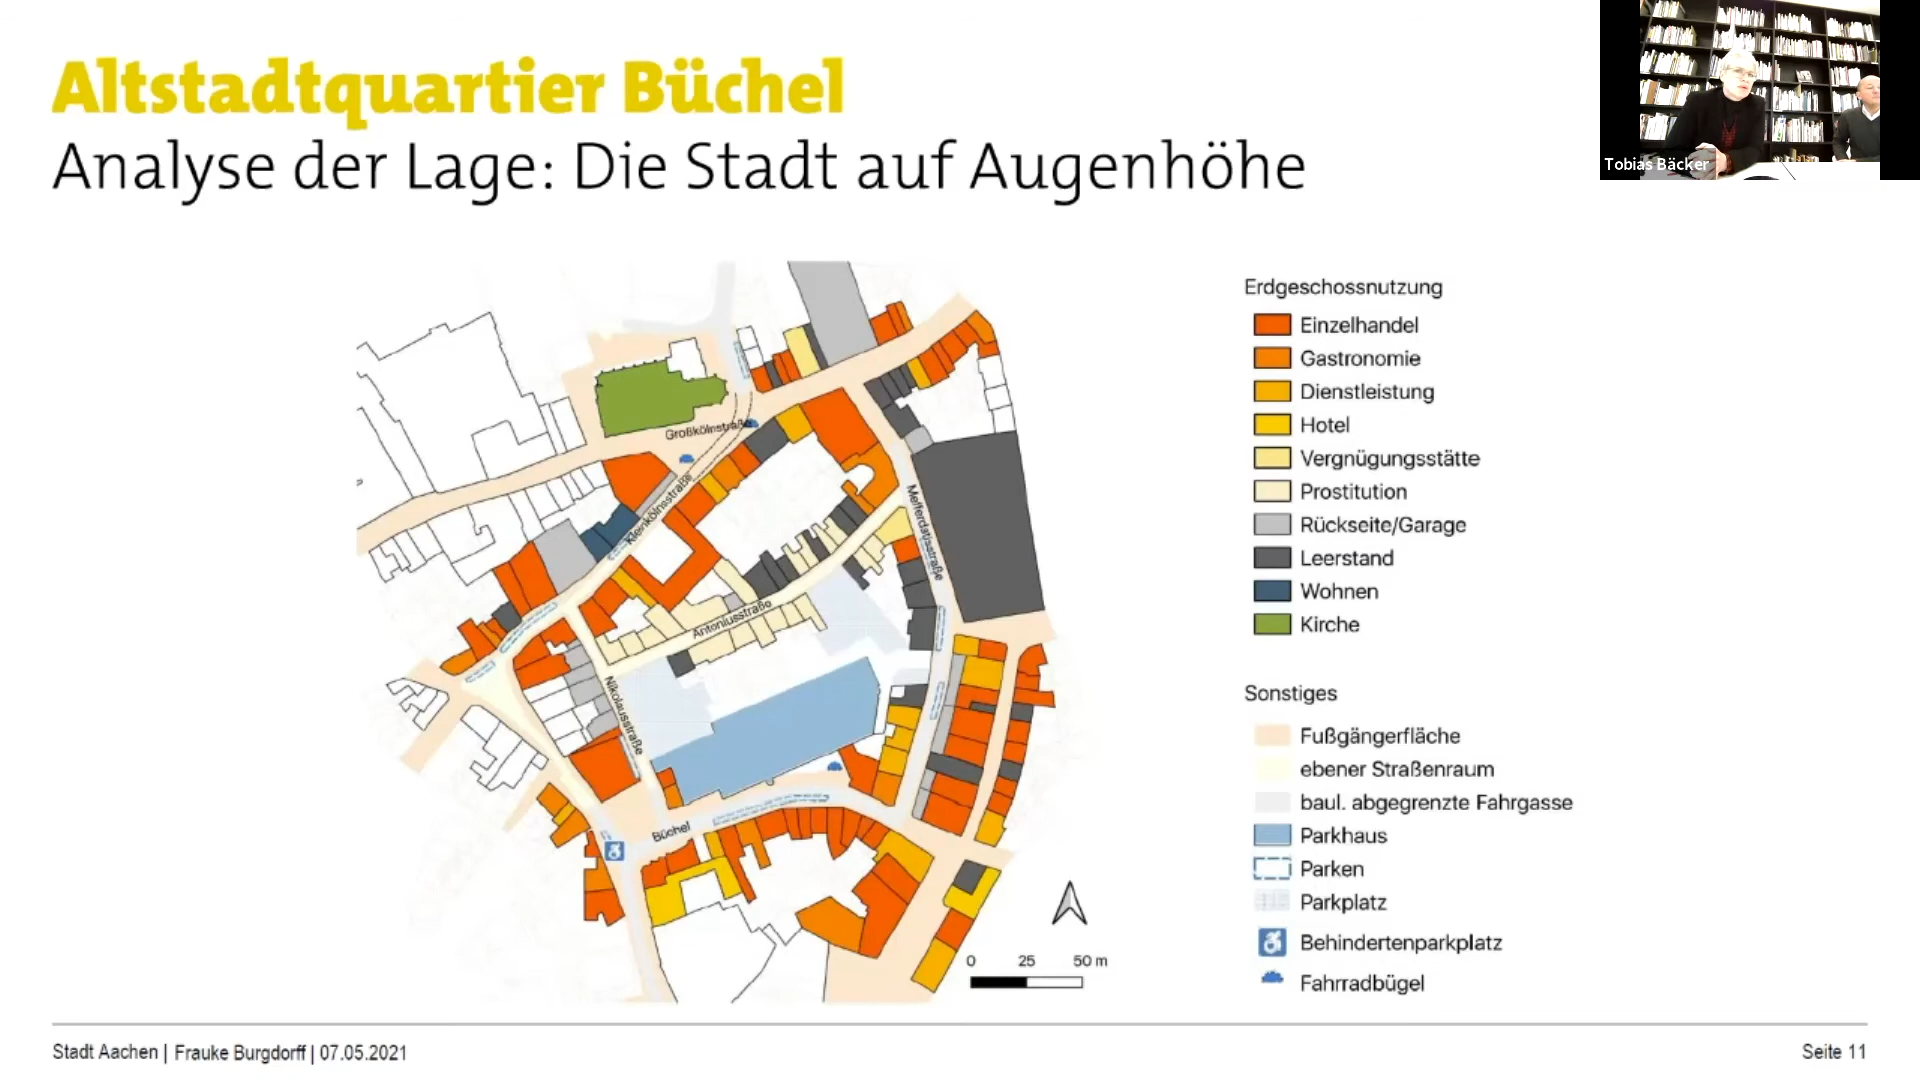 Altstadtquartier Büchel
Analyse der Lage: Die Stadt auf Augenhöhe
Tobias Bäcker
Großkölnstraße
Kleinkölnstraße
Mefferdatisstraße
Antoniusstraße
Nikolausstraße
Büchel
0 25 50 m
Erdgeschossnutzung
Einzelhandel
Gastronomie
Dienstleistung
Hotel
Vergnügungsstätte
Prostitution
Rückseite/Garage
Leerstand
Wohnen
Kirche
Sonstiges
Fußgängerfläche
ebener Straßenraum
baul. abgegrenzte Fahrgasse
Parkhaus
Parken
Parkplatz
Behindertenparkplatz
Fahrradbügel
Stadt Aachen | Frauke Burgdorff | 07.05.2021
Seite 11